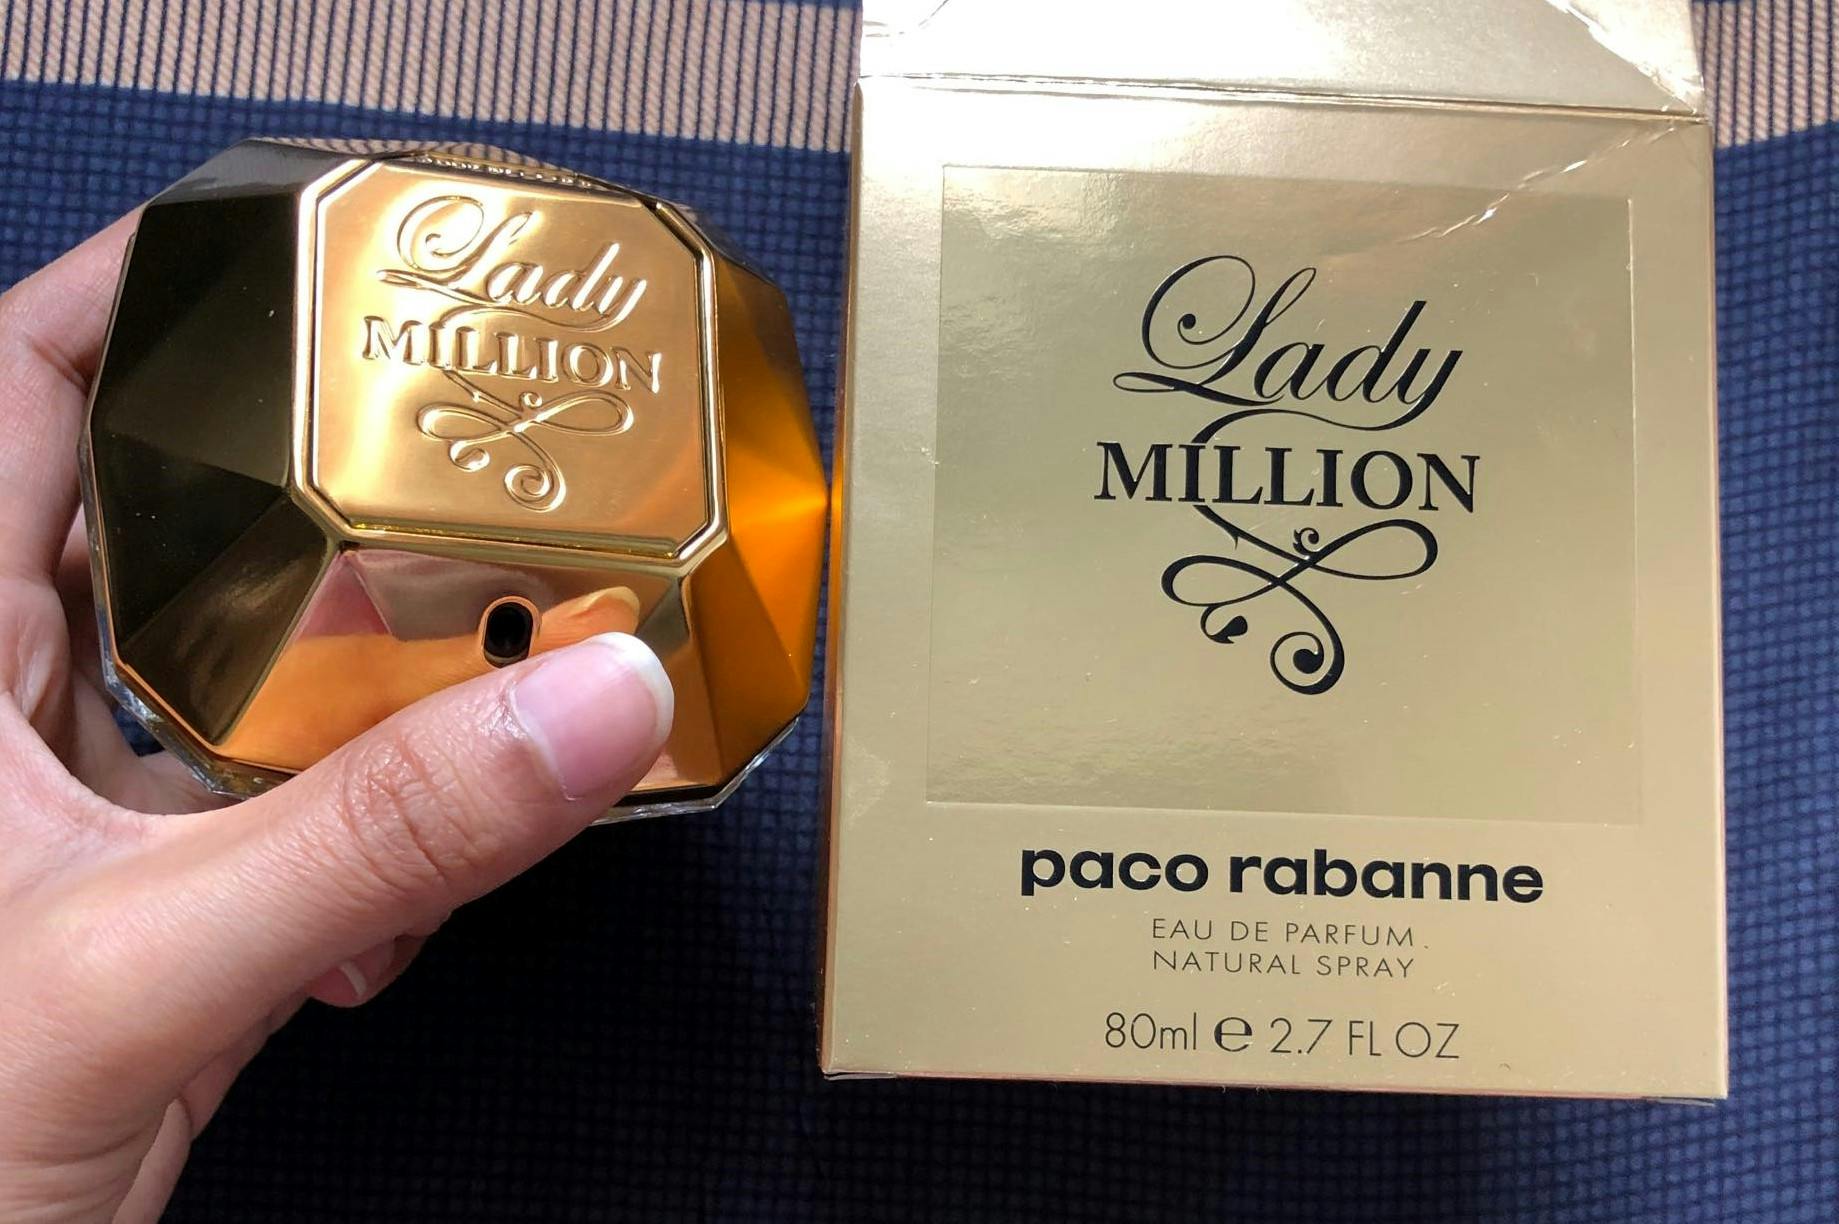 Lady
MILLION
Lady
MILLION
paco rabanne
EAU DE PARFUM
NATURAL SPRAY
80ml ℮ 2.7 FL OZ